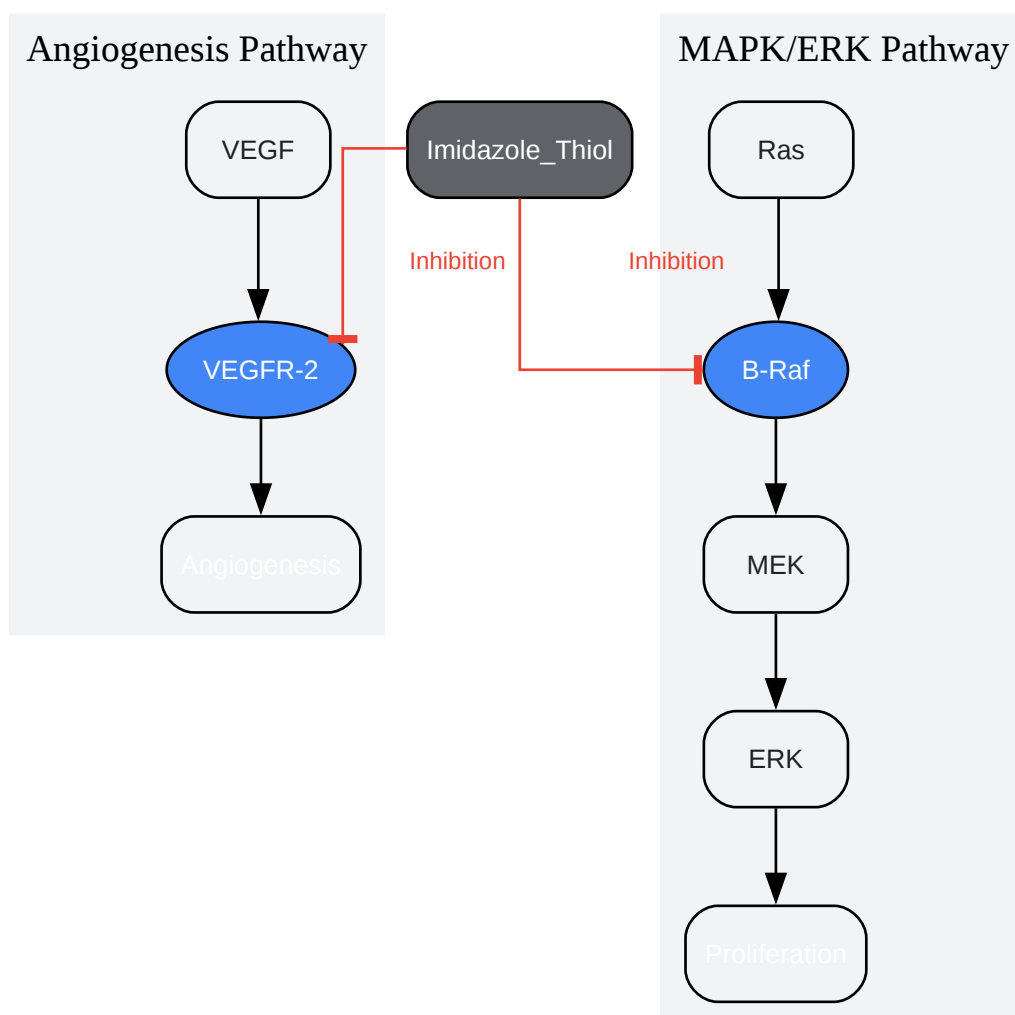 Angiogenesis Pathway
MAPK/ERK Pathway
VEGF
Imidazole_Thiol
Ras
Inhibition
Inhibition
VEGFR-2
B-Raf
Angiogenesis
MEK
ERK
Proliferation